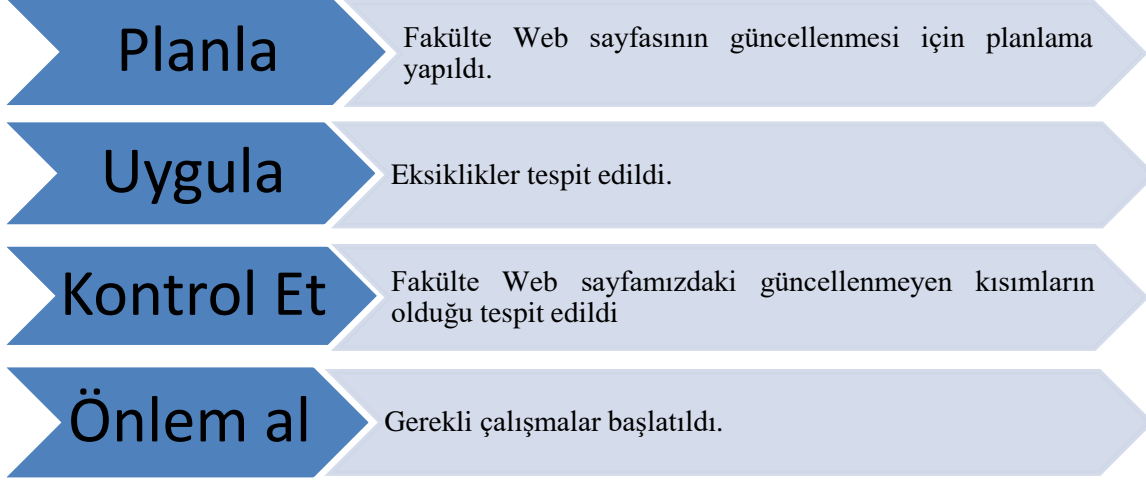 Planla
Fakülte Web sayfasının güncellenmesi için planlama
yapıldı.
Uygula
Eksiklikler tespit edildi.
Kontrol Et
Fakülte Web sayfamızdaki güncellenmeyen kısımların
olduğu tespit edildi
Önlem al
Gerekli çalışmalar başlatıldı.